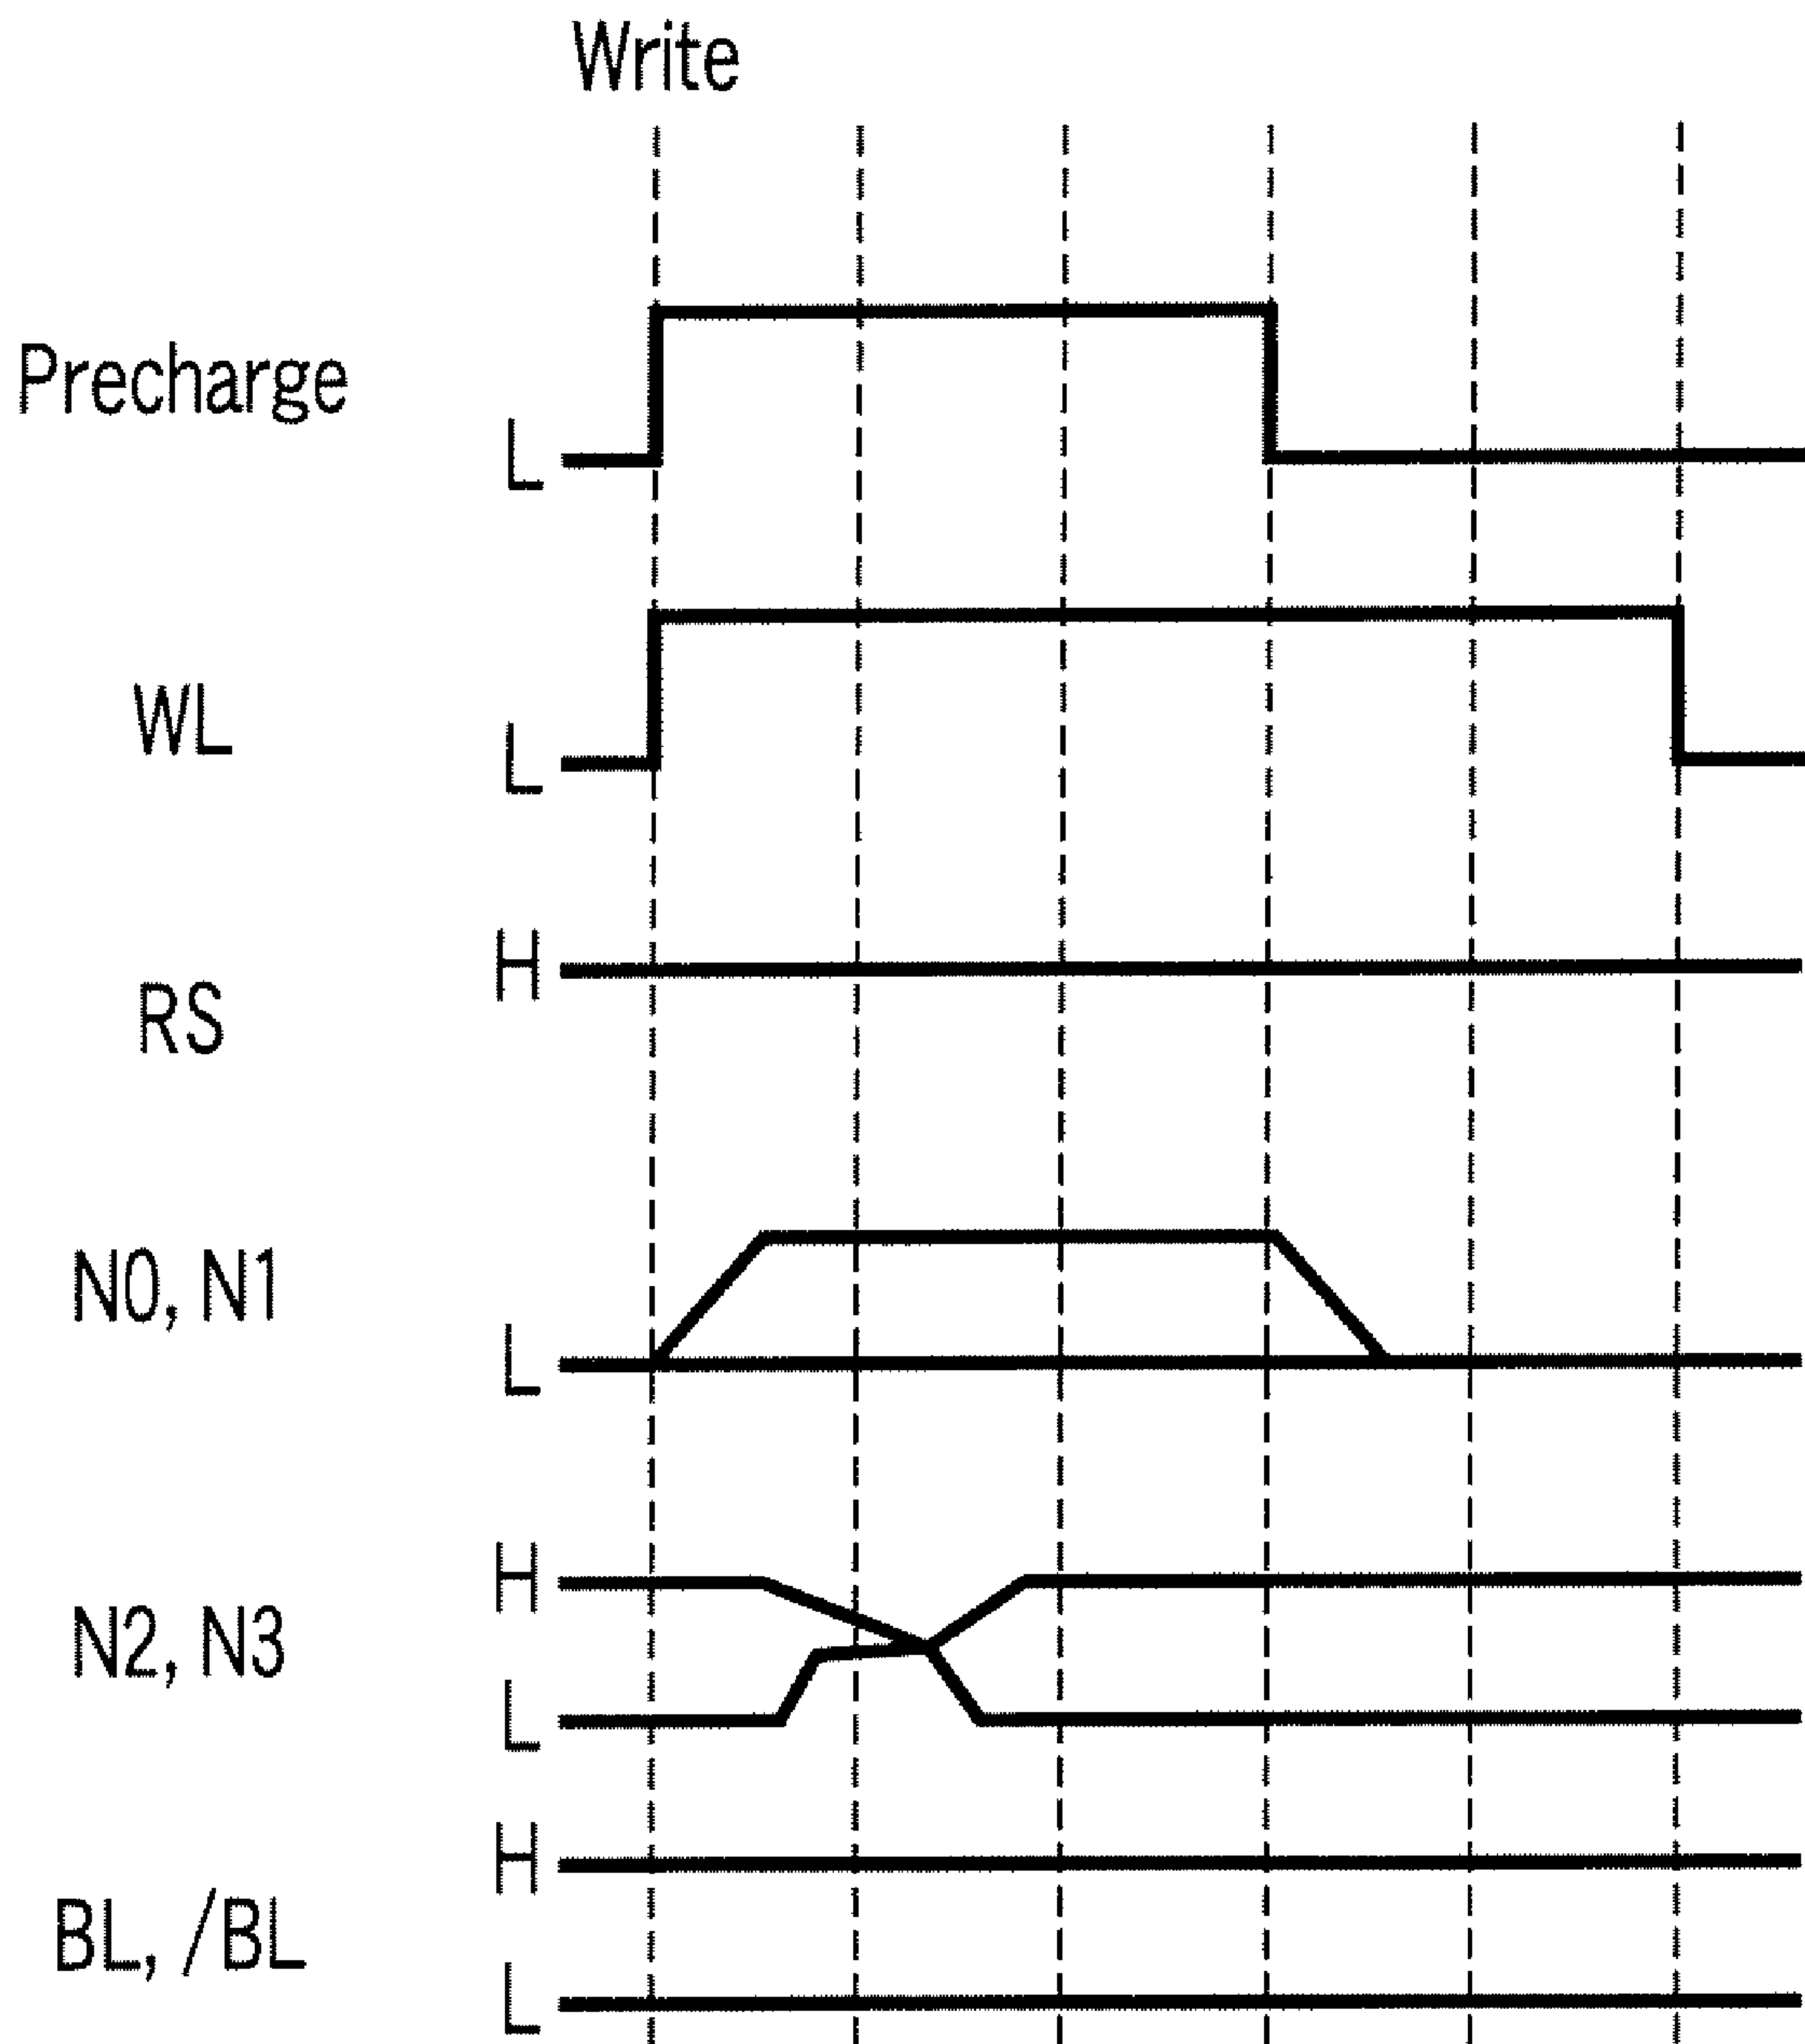 Write
Precharge
L
WL
L
H
RS
N0, N1
L
H
N2, N3
L
H
BL, /BL
L